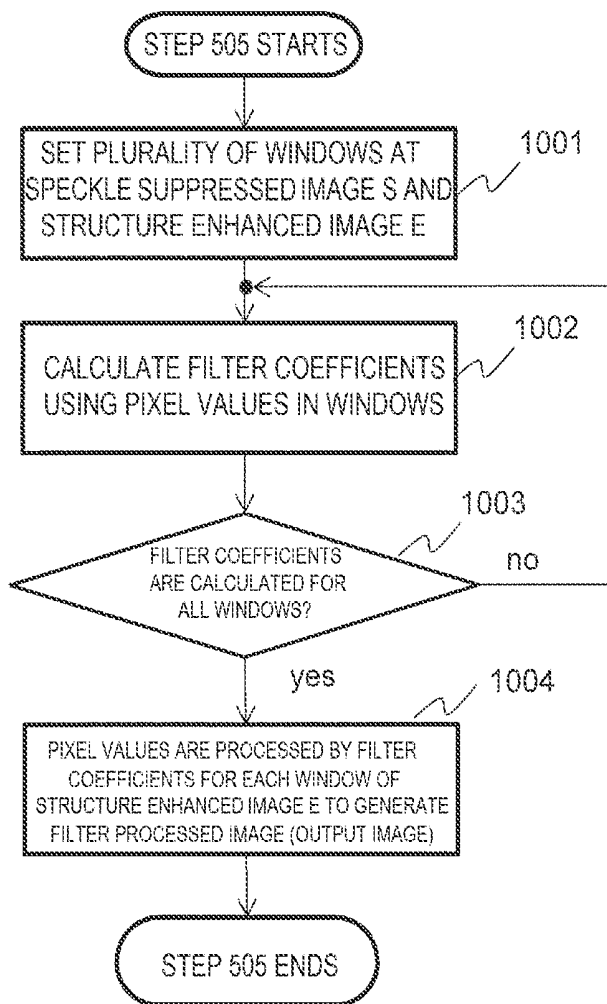 STEP 505 STARTS
1001
SET PLURALITY OF WINDOWS AT
SPECKLE SUPPRESSED IMAGE S AND
STRUCTURE ENHANCED IMAGE E
1002
CALCULATE FILTER COEFFICIENTS
USING PIXEL VALUES IN WINDOWS
1003
FILTER COEFFICIENTS
ARE CALCULATED FOR
ALL WINDOWS?
no
yes
1004
PIXEL VALUES ARE PROCESSED BY FILTER
COEFFICIENTS FOR EACH WINDOW OF
STRUCTURE ENHANCED IMAGE E TO GENERATE
FILTER PROCESSED IMAGE (OUTPUT IMAGE)
STEP 505 ENDS